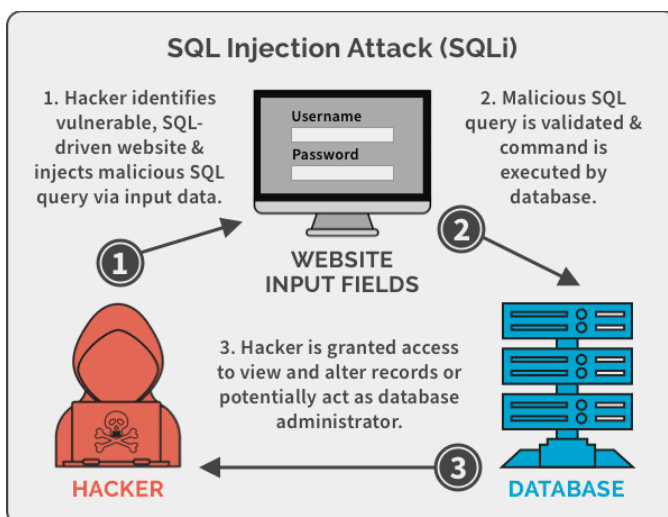 SQL Injection Attack (SQLi)
1. Hacker identifies
vulnerable, SQL-
driven website &
injects malicious SQL
query via input data.
Username
Password
2. Malicious SQL
query is validated &
command is
executed by
database.
1
WEBSITE
INPUT FIELDS
2
3. Hacker is granted access
to view and alter records or
potentially act as database
administrator.
3
HACKER
DATABASE